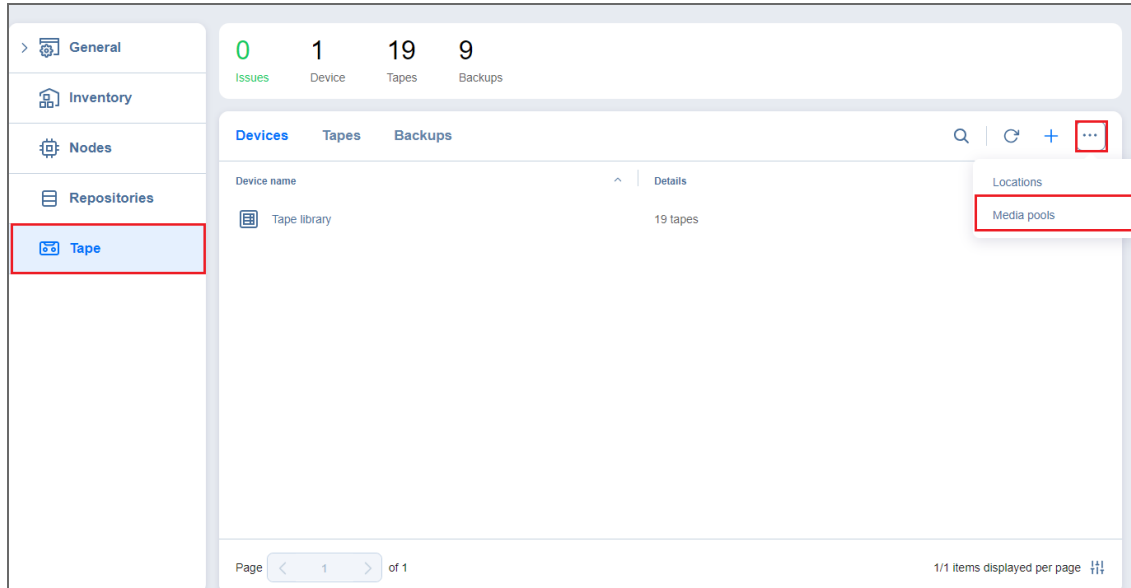 General
Inventory
Nodes
Repositories
Tape
0 1 19 9
Issues Device Tapes Backups
Devices Tapes Backups
Device name Details
Tape library 19 tapes
Locations
Media pools
Page 1 of 1
1/1 items displayed per page